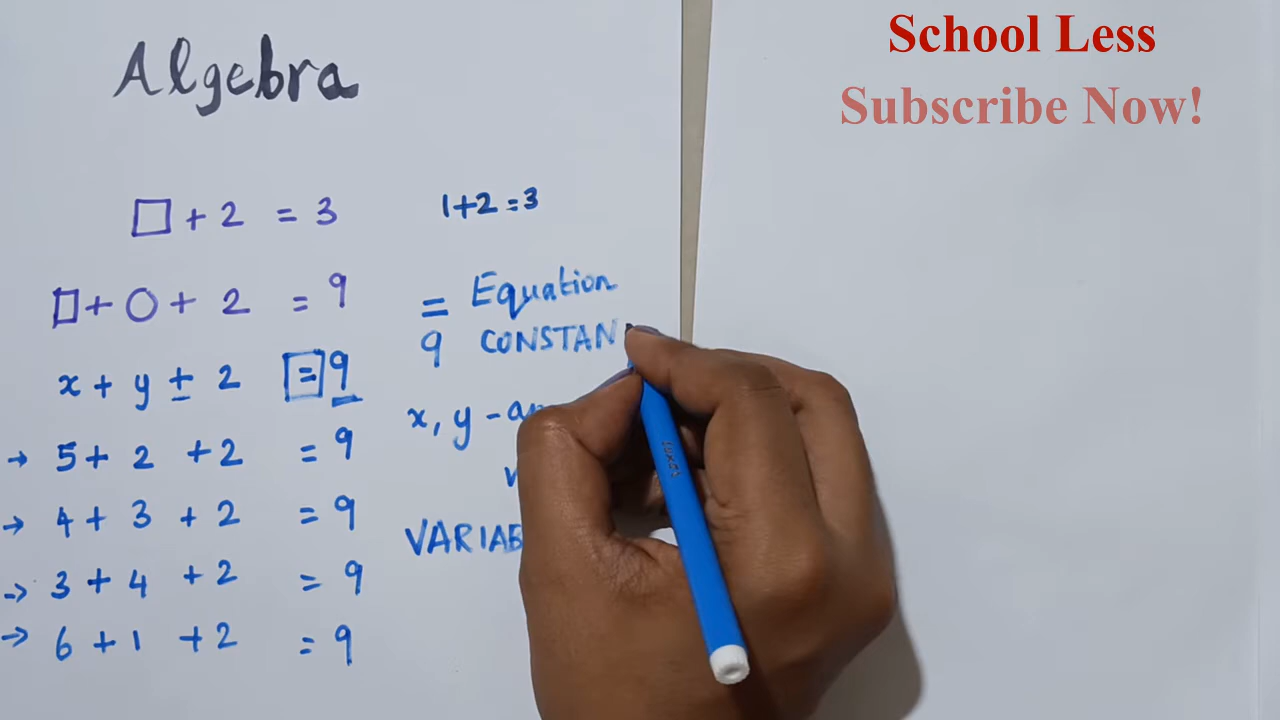 School Less
Subscribe Now!
Algebra
□ + 2 = 3
1+2=3
□ + ○ + 2 = 9
= Equation
9 CONSTAN
x + y ± 2 = 9
x, y -
→ 5 + 2 + 2 = 9
→ 4 + 3 + 2 = 9
VARIAB
→ 3 + 4 + 2 = 9
→ 6 + 1 + 2 = 9